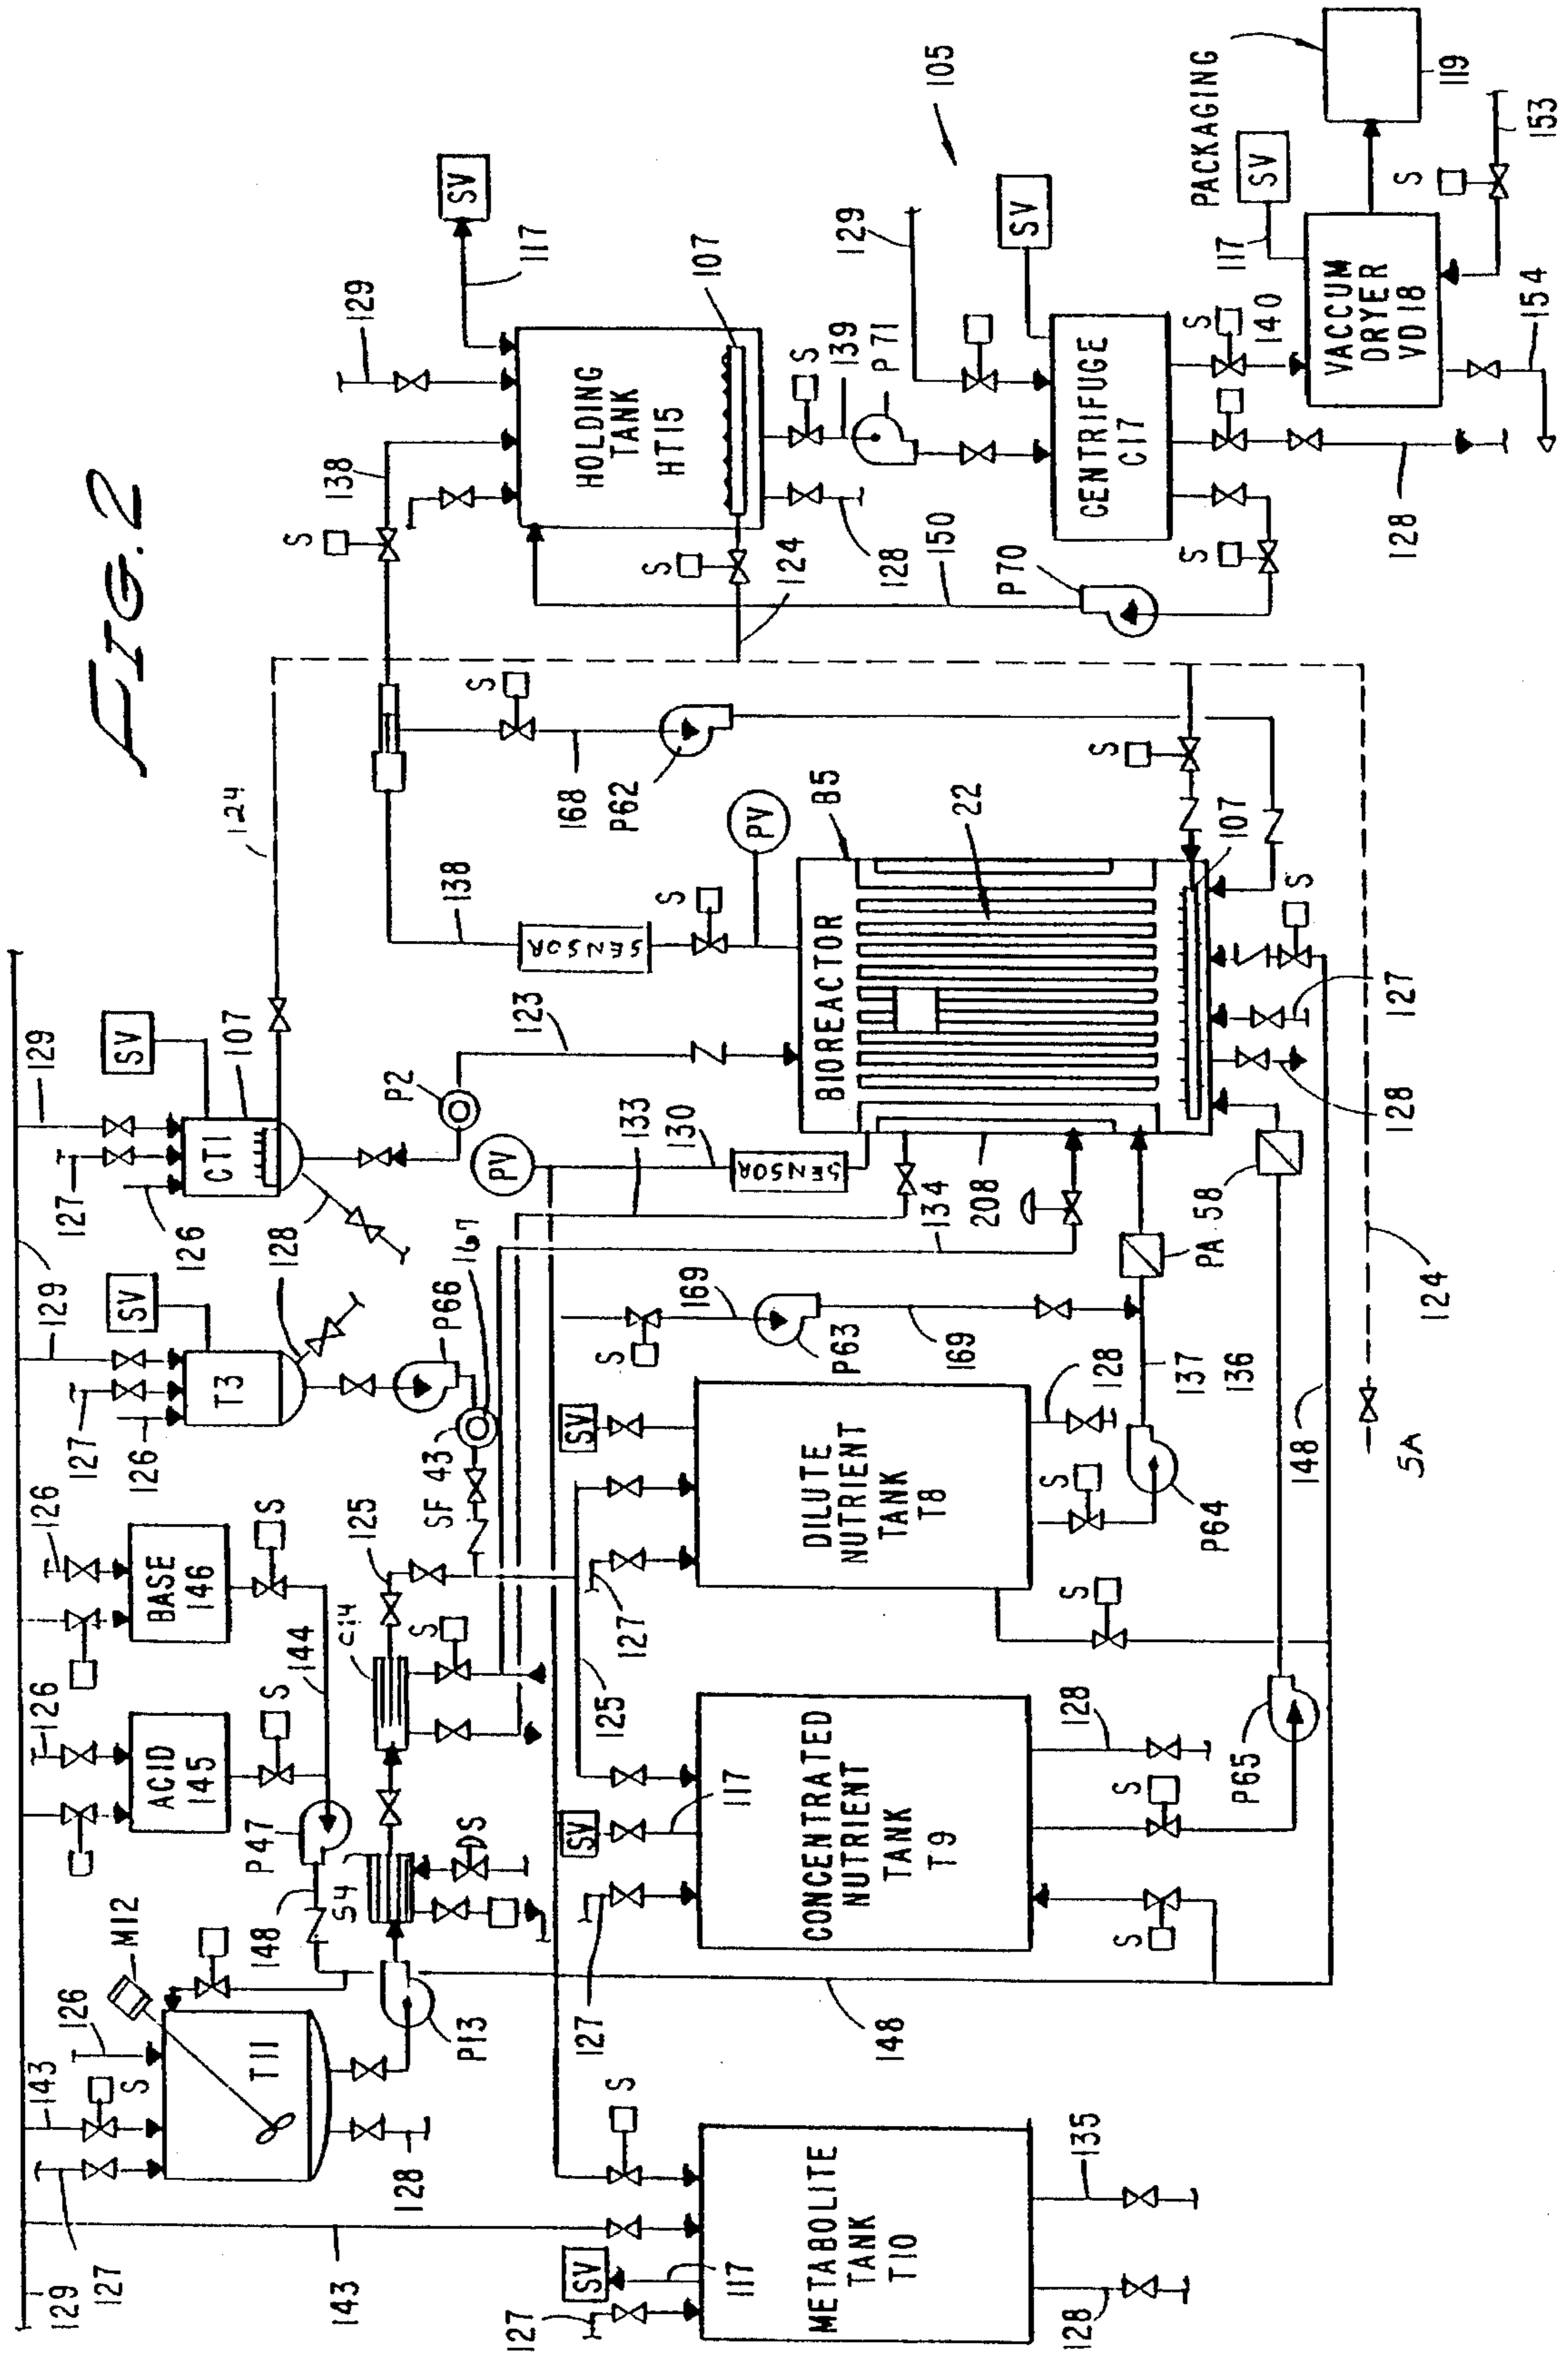 FIG. 2
129
127
143
126
S
M12
T11
128
148
P47
P13
126
ACID
145
S
126
BASE
146
S
144
S4
DS
C14
125
S
129
127
126
T3
SV
128
P66
167
SF 43
129
127
126
CT1
SV
107
128
124
P2
123
PV
130
133
134
SENSOR
138
SENSOR
S
PV
168
P62
S
S
138
129
117
SV
HOLDING
TANK
HT15
107
S
124
128
S
139
P71
150
P70
105
129
SV
CENTRIFUGE
C17
S
S
140
128
PACKAGING
119
117
SV
VACCUM
DRYER
VD18
S
153
154
143
127
SV
117
METABOLITE
TANK
T10
S
128
135
127
SV
117
125
CONCENTRATED
NUTRIENT
TANK
T9
128
S
S
148
P65
127
SV
DILUTE
NUTRIENT
TANK
T8
128
S
S
P64
137
136
S
169
P63
169
PA 58
208
BIOREACTOR
B5
22
107
S
S
127
128
148
124
5A